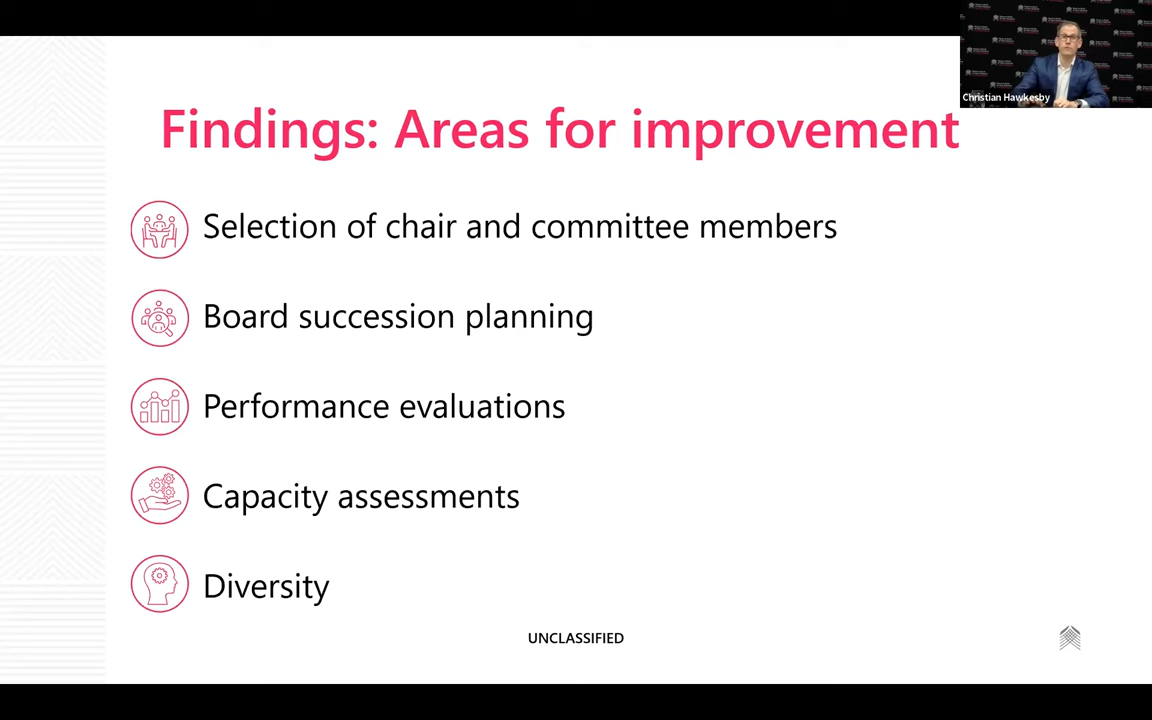 Christian Hawkesby
Findings: Areas for improvement
Selection of chair and committee members
Board succession planning
Performance evaluations
Capacity assessments
Diversity
UNCLASSIFIED